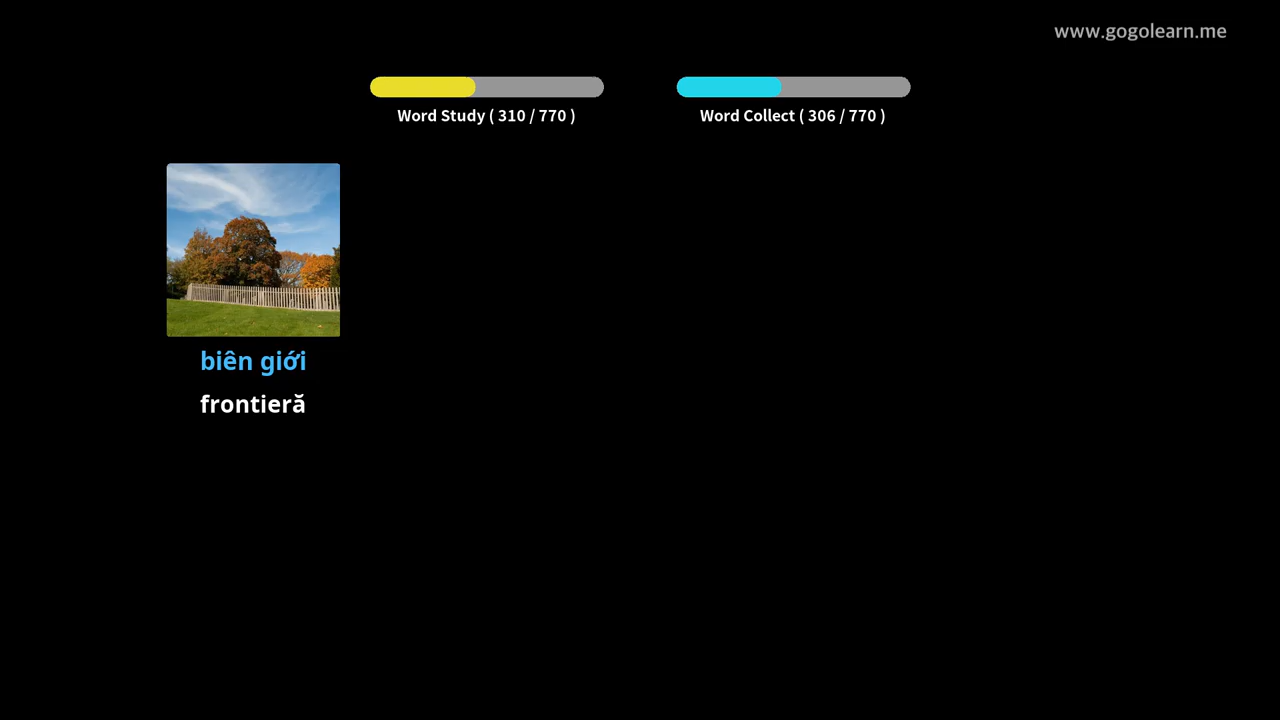 www.gogolearn.me
Word Study ( 310 / 770 )
Word Collect ( 306 / 770 )
biên giới
frontieră